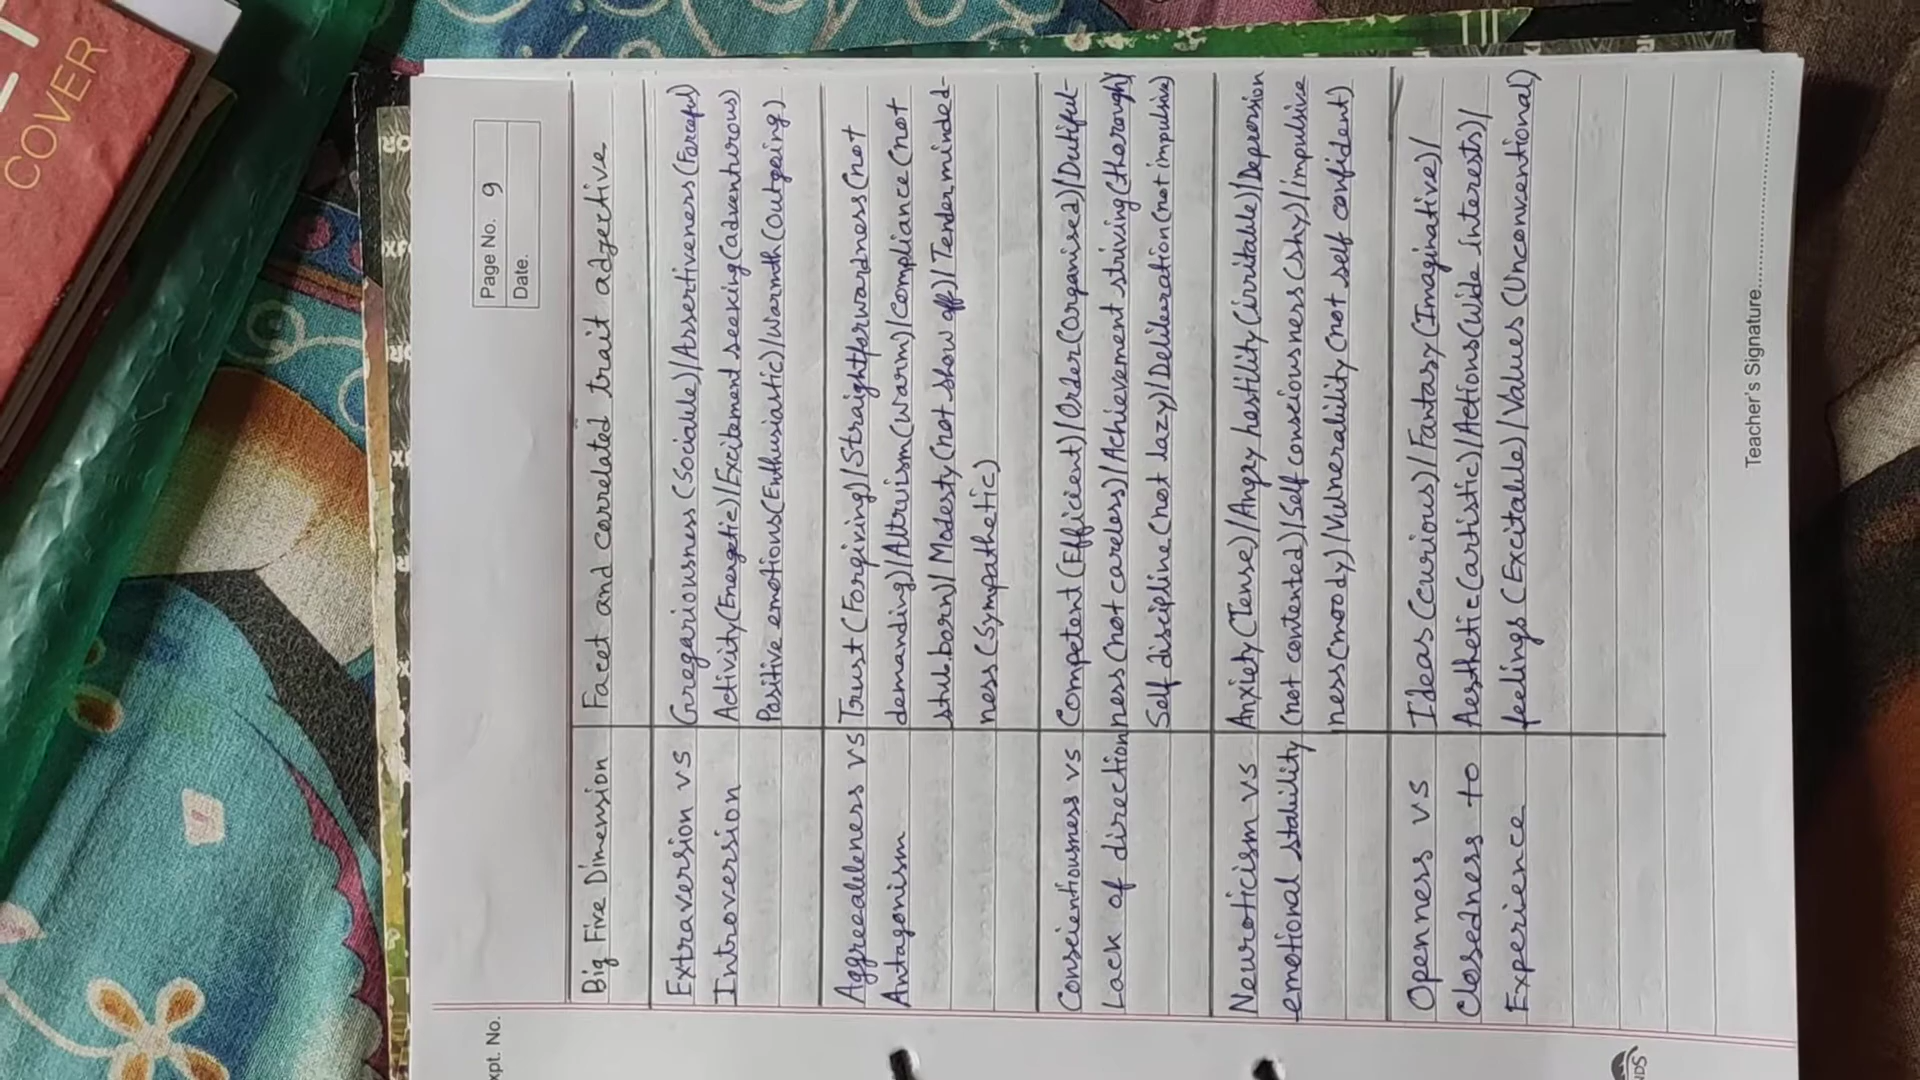 COVER
Page No. 9
Date.
Expt. No.
Big Five Dimension Facet and correlated trait adjective
Extraversion vs Gregariousness (Sociable)/Assertiveness (Forceful)
Introversion Activity (Energetic)/Excitement seeking (adventurous)
Positive emotions (Enthusiastic)/Warmth (Outgoing)
Aggreeableness vs Trust (Forgiving)/Straightforwardness (not
Antagonism demanding)/Altruism (Warm)/Compliance (not
stubborn)/Modesty (not show off)/Tender minded-
ness (Sympathetic)
Conscientiousness vs Competent (Efficient)/Order (Organised)/Dutiful-
Lack of direction ness (not careless)/Achievement striving (thorough)
Self discipline (not lazy)/Deliberation (not impulsive)
Neuroticism vs Anxiety (Tense)/Angry hostility (irritable)/Depression
emotional stability (not contented)/Self consciousness (shy)/impulsive
ness (moody)/Vulnerability (not self confident)
Openness vs Ideas (curious)/Fantasy (Imaginative)/
Closedness to Aesthetic (artistic)/Actions (Wide interests)/
Experience feelings (Excitable)/Values (Unconventional)
Teacher's Signature